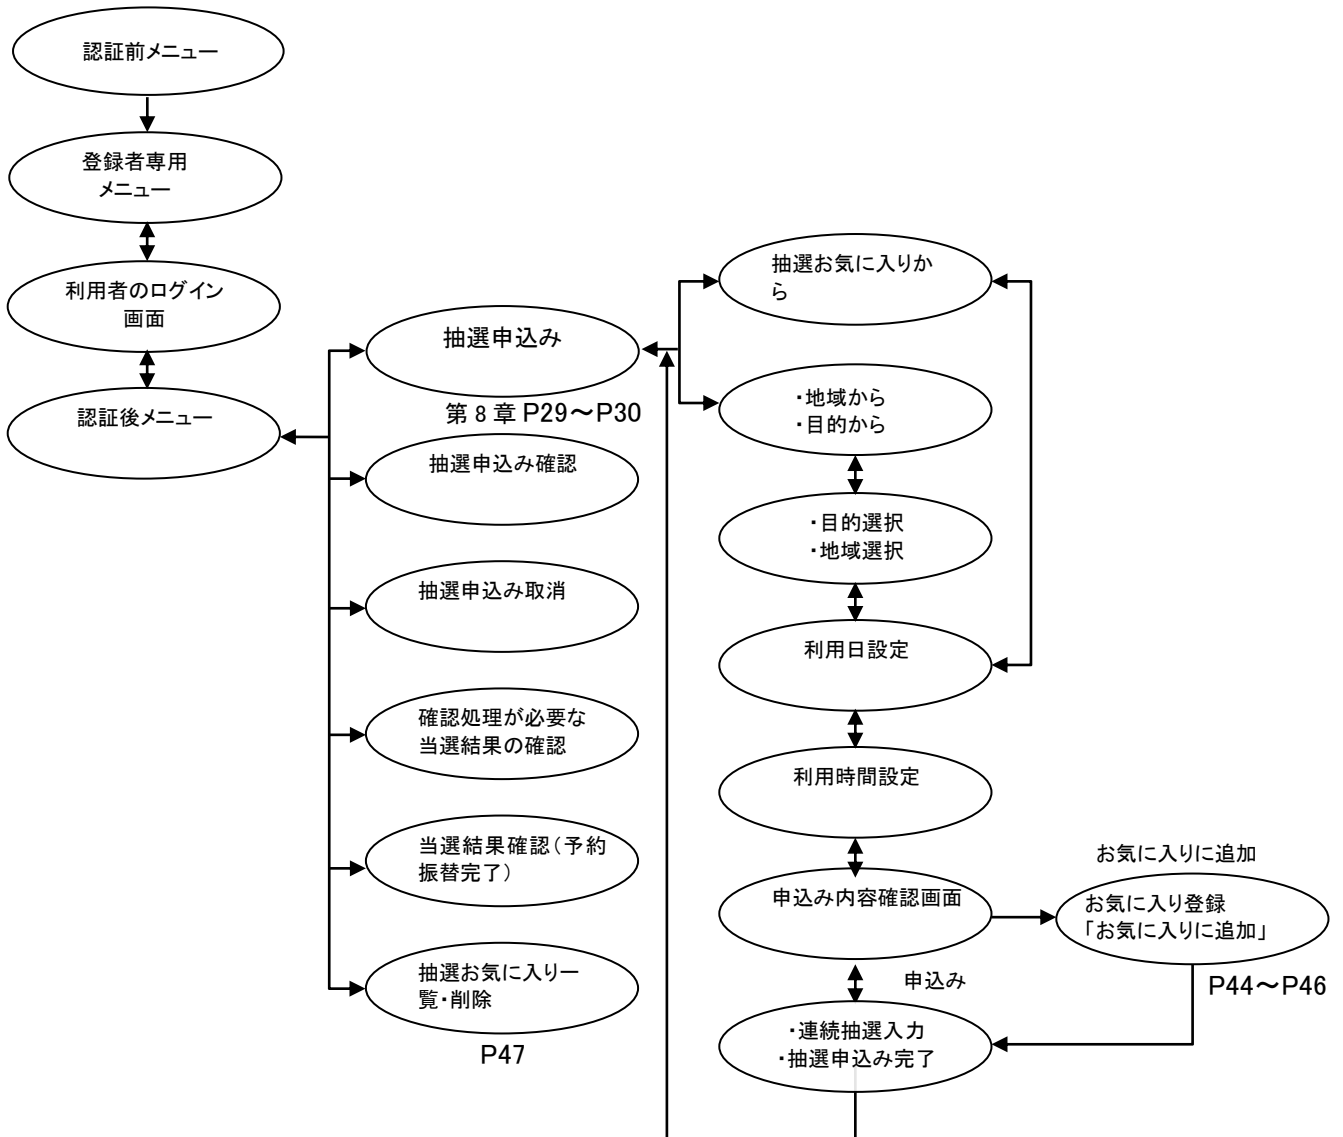 認証前メニュー
登録者専用
メニュー
利用者のログイン
画面
認証後メニュー
抽選申込み
第8章 P29～P30
抽選申込み確認
抽選申込み取消
確認処理が必要な
当選結果の確認
当選結果確認（予約
振替完了）
抽選お気に入り一
覧・削除
P47
抽選お気に入りか
ら
・地域から
・目的から
・目的選択
・地域選択
利用日設定
利用時間設定
申込み内容確認画面
お気に入りに追加
お気に入り登録
「お気に入りに追加」
P44～P46
申込み
・連続抽選入力
・抽選申込み完了